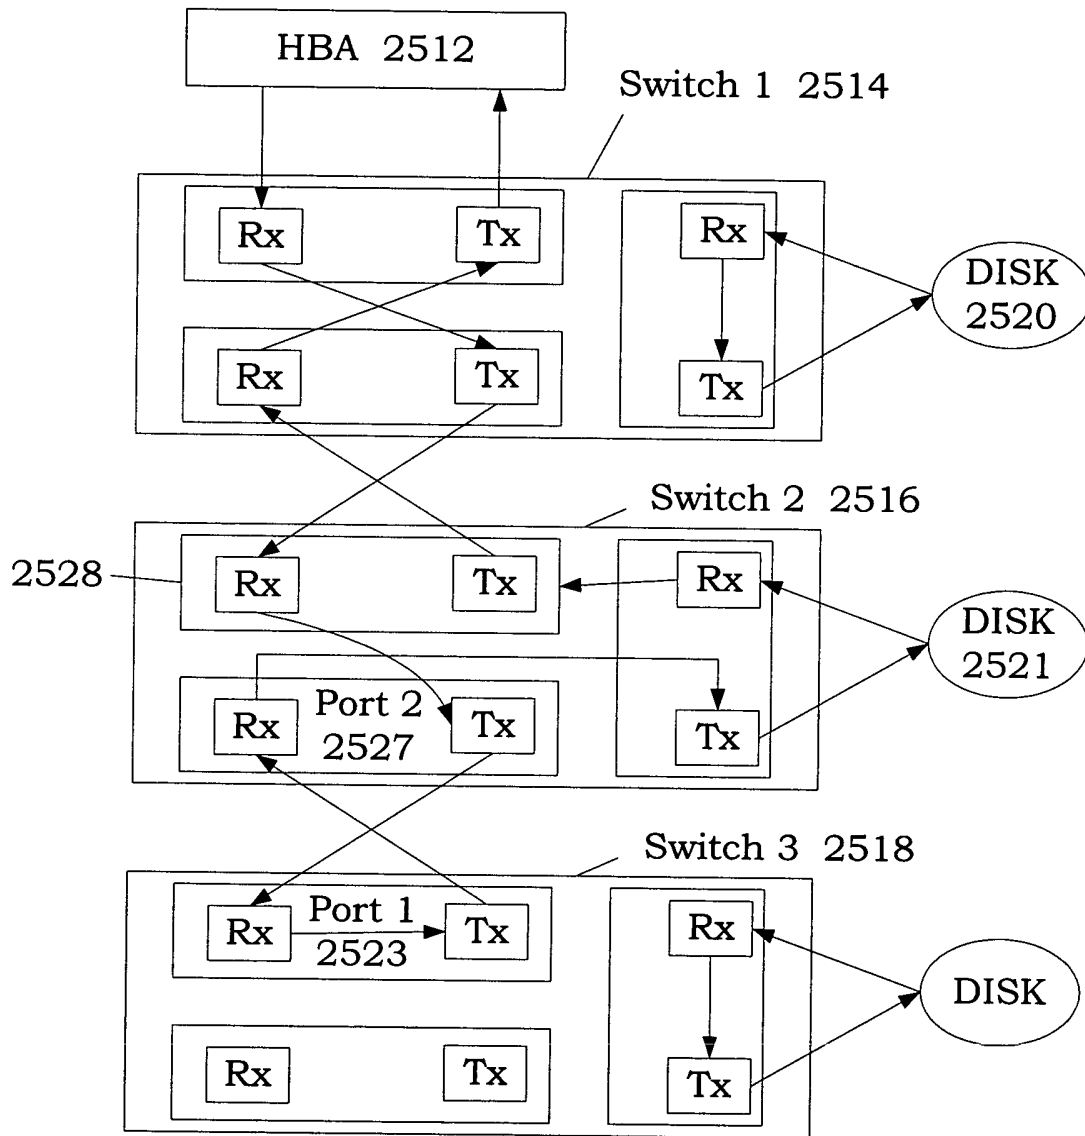 HBA 2512
Switch 1 2514
Rx
Tx
Rx
DISK
2520
Rx
Tx
Tx
Switch 2 2516
2528
Rx
Tx
Rx
DISK
2521
Rx
Port 2
2527
Tx
Tx
Switch 3 2518
Rx
Port 1
2523
Tx
Rx
DISK
Rx
Tx
Tx